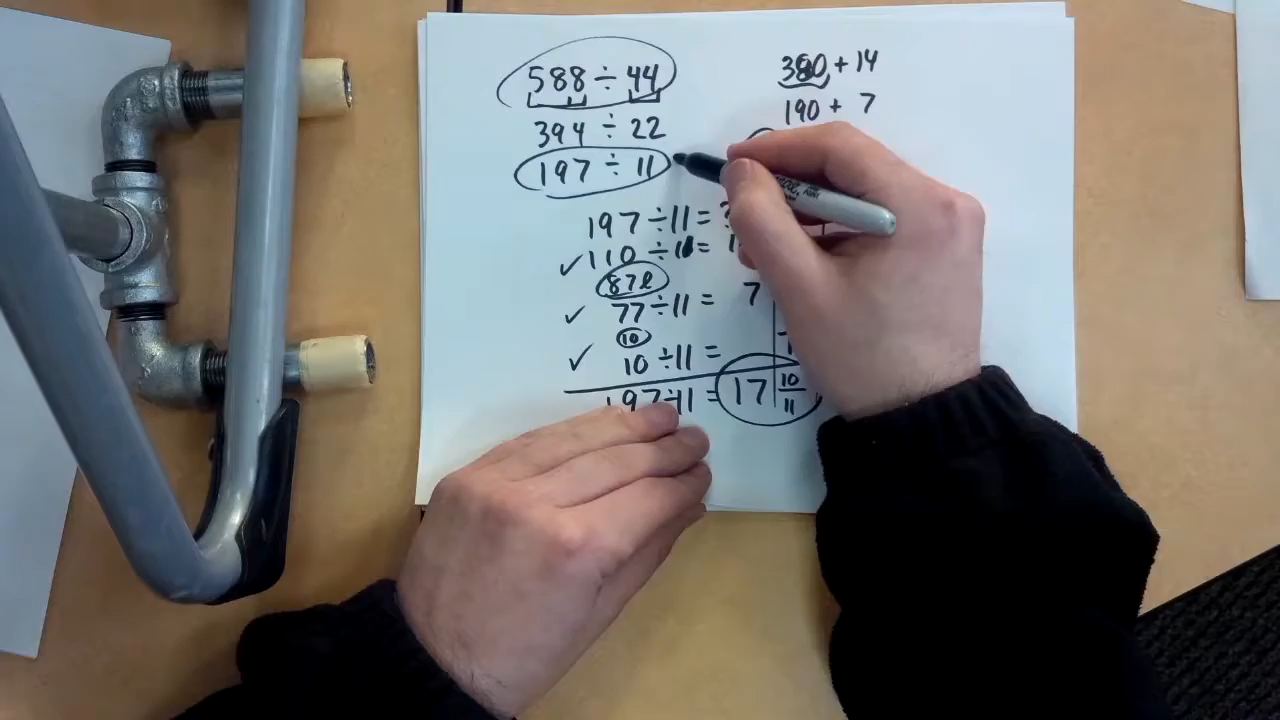 588 ÷ 44
394 ÷ 22
197 ÷ 11
380 + 14
190 + 7
197 ÷ 11 =
110 ÷ 11 =
87
77 ÷ 11 = 7
10
10 ÷ 11 =
197 ÷ 11 = 17 10/11